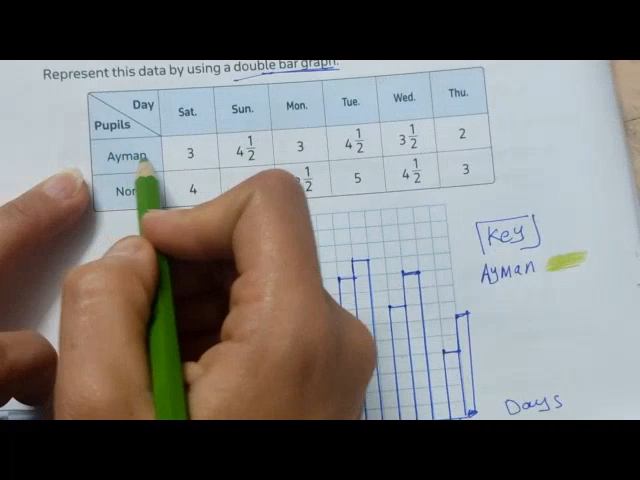 Represent this data by using a double bar graph.
Day Pupils Sat. Sun. Mon. Tue. Wed. Thu.
Ayman 3 4 1/2 3 4 1/2 3 1/2 2
4 1/2 5 4 1/2 3
Key
Ayman
Days